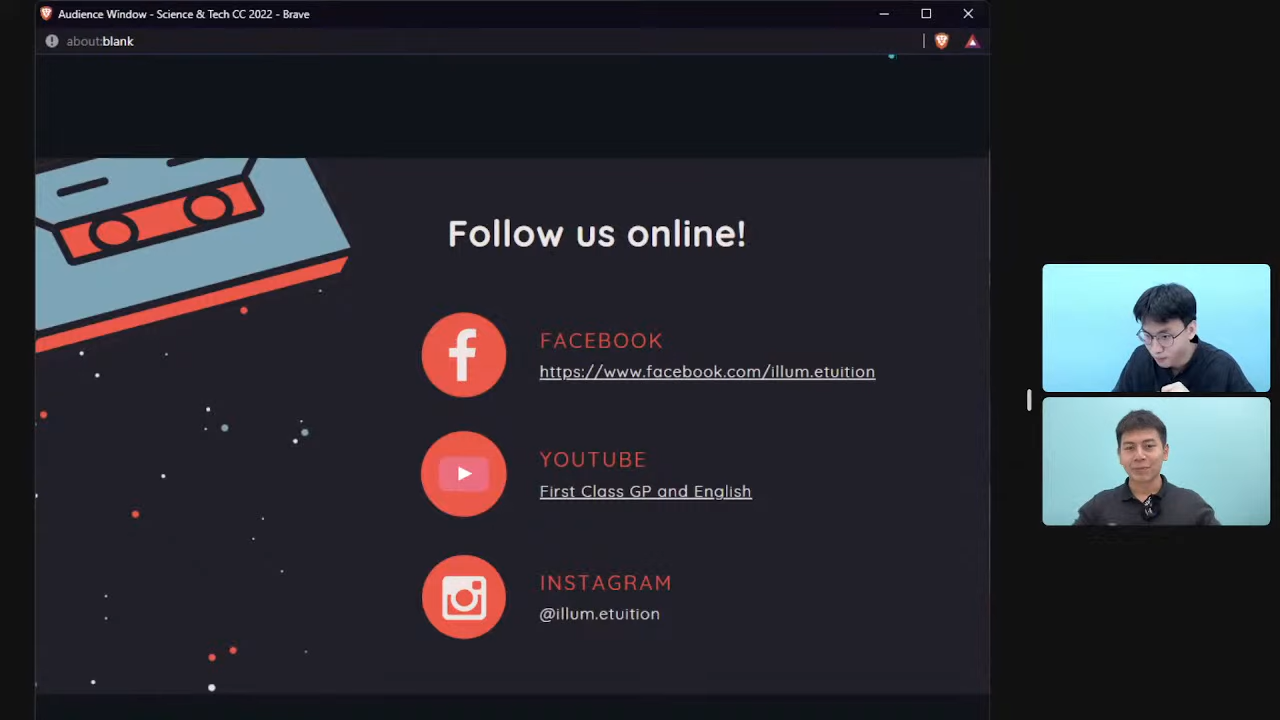 Audience Window - Science & Tech CC 2022 - Brave
about:blank
Follow us online!
FACEBOOK
https://www.facebook.com/illum.etuition
YOUTUBE
First Class GP and English
INSTAGRAM
@illum.etuition